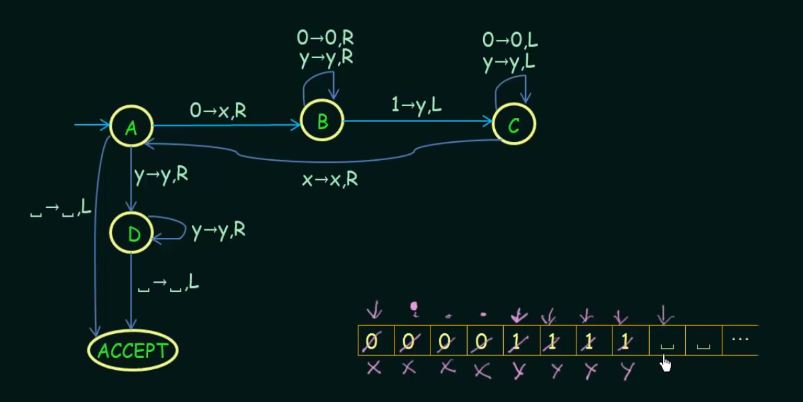 0→0,R
y→y,R
0→0,L
y→y,L
0→x,R
1→y,L
A
B
C
x→x,R
y→y,R
␣→␣,L
D
y→y,R
␣→␣,L
ACCEPT
0 0 0 0 1 1 1 1 ␣ ␣ ...
x x x x y y y y